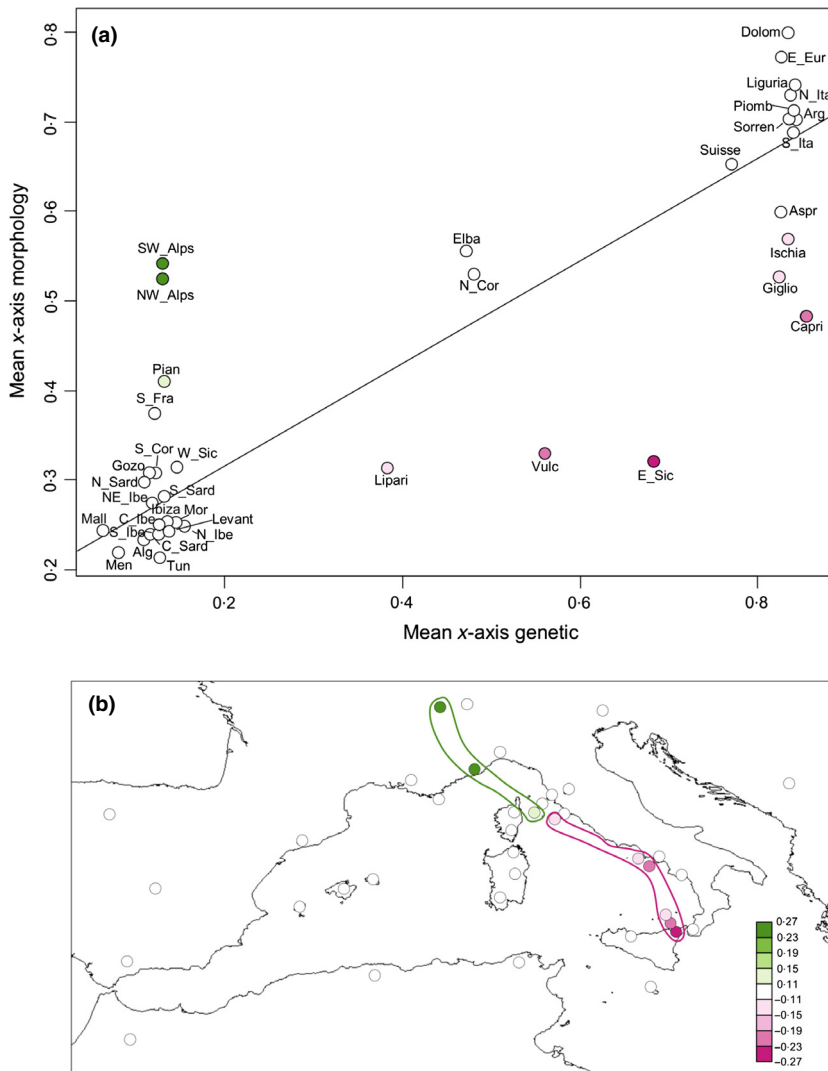 (a)
Mean x-axis morphology
0·8
0·7
0·6
0·5
0·4
0·3
0·2
Dolom
E_Eur
Liguria
N_Ita
Piomb
Arg
Sorren
S_Ita
Suisse
Aspr
Ischia
Giglio
Capri
SW_Alps
NW_Alps
Elba
N_Cor
Pian
S_Fra
S_Cor
W_Sic
Gozo
N_Sard
S_Sard
NE_Ibe
Ibiza Mor
Mall
C_Ibe
Levant
S_Ibe
N_Ibe
Alg
C_Sard
Men
Tun
Lipari
Vulc
E_Sic
0·2
0·4
0·6
0·8
Mean x-axis genetic
(b)
0·27
0·23
0·19
0·15
0·11
−0·11
−0·15
−0·19
−0·23
−0·27